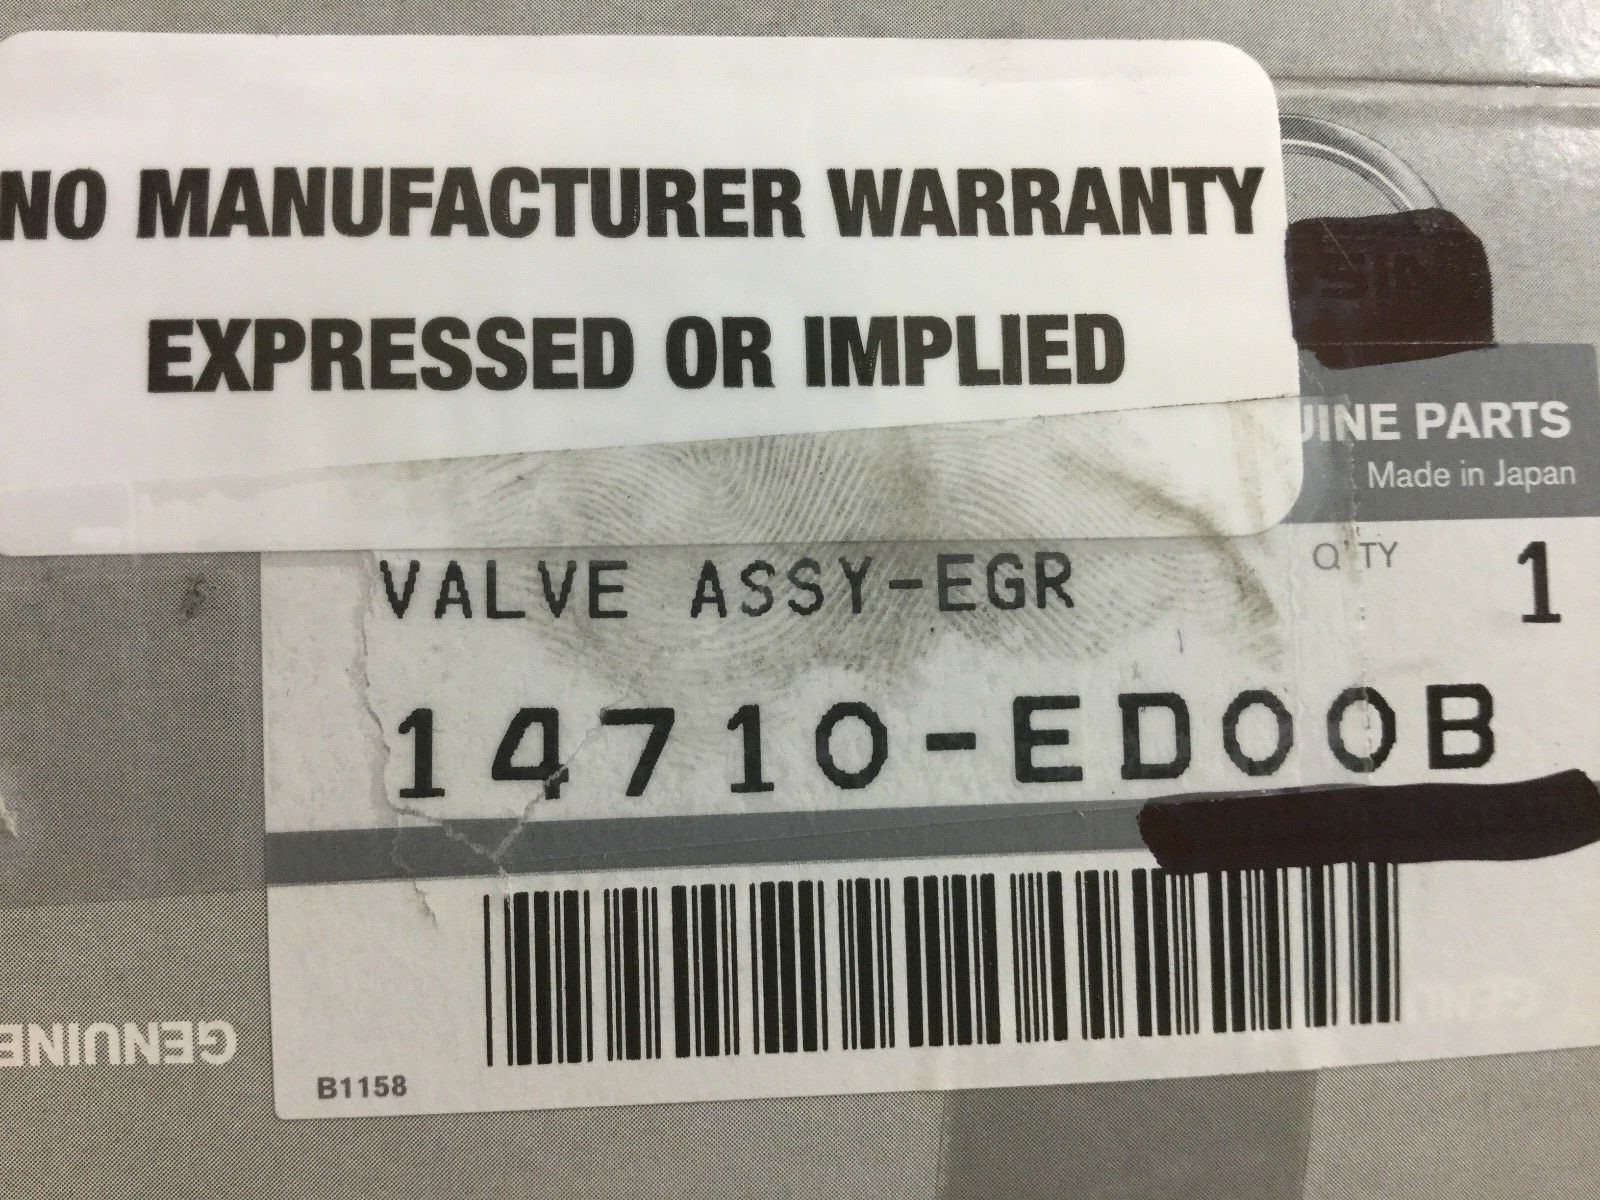 NO MANUFACTURER WARRANTY
EXPRESSED OR IMPLIED
UINE PARTS
Made in Japan
VALVE ASSY-EGR
Q'TY 1
14710-ED00B
GENUINE
B1158